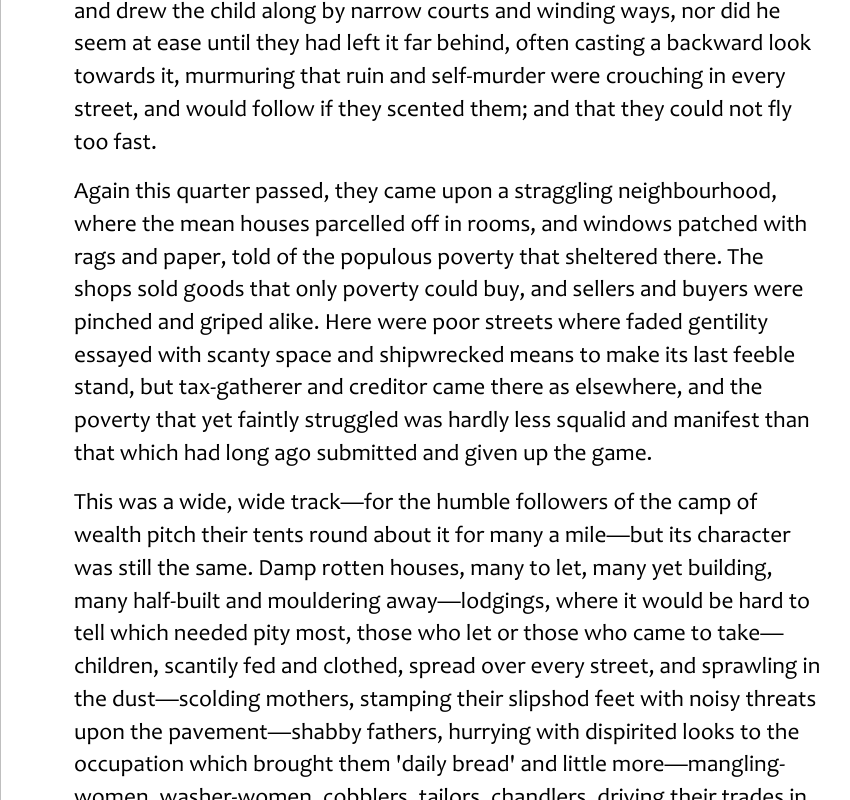 and drew the child along by narrow courts and winding ways, nor did he
seem at ease until they had left it far behind, often casting a backward look
towards it, murmuring that ruin and self-murder were crouching in every
street, and would follow if they scented them; and that they could not fly
too fast.
Again this quarter passed, they came upon a straggling neighbourhood,
where the mean houses parcelled off in rooms, and windows patched with
rags and paper, told of the populous poverty that sheltered there. The
shops sold goods that only poverty could buy, and sellers and buyers were
pinched and griped alike. Here were poor streets where faded gentility
essayed with scanty space and shipwrecked means to make its last feeble
stand, but tax-gatherer and creditor came there as elsewhere, and the
poverty that yet faintly struggled was hardly less squalid and manifest than
that which had long ago submitted and given up the game.
This was a wide, wide track—for the humble followers of the camp of
wealth pitch their tents round about it for many a mile—but its character
was still the same. Damp rotten houses, many to let, many yet building,
many half-built and mouldering away—lodgings, where it would be hard to
tell which needed pity most, those who let or those who came to take—
children, scantily fed and clothed, spread over every street, and sprawling in
the dust—scolding mothers, stamping their slipshod feet with noisy threats
upon the pavement—shabby fathers, hurrying with dispirited looks to the
occupation which brought them 'daily bread' and little more—mangling-
women, washer-women, cobblers, tailors, chandlers, driving their trades in